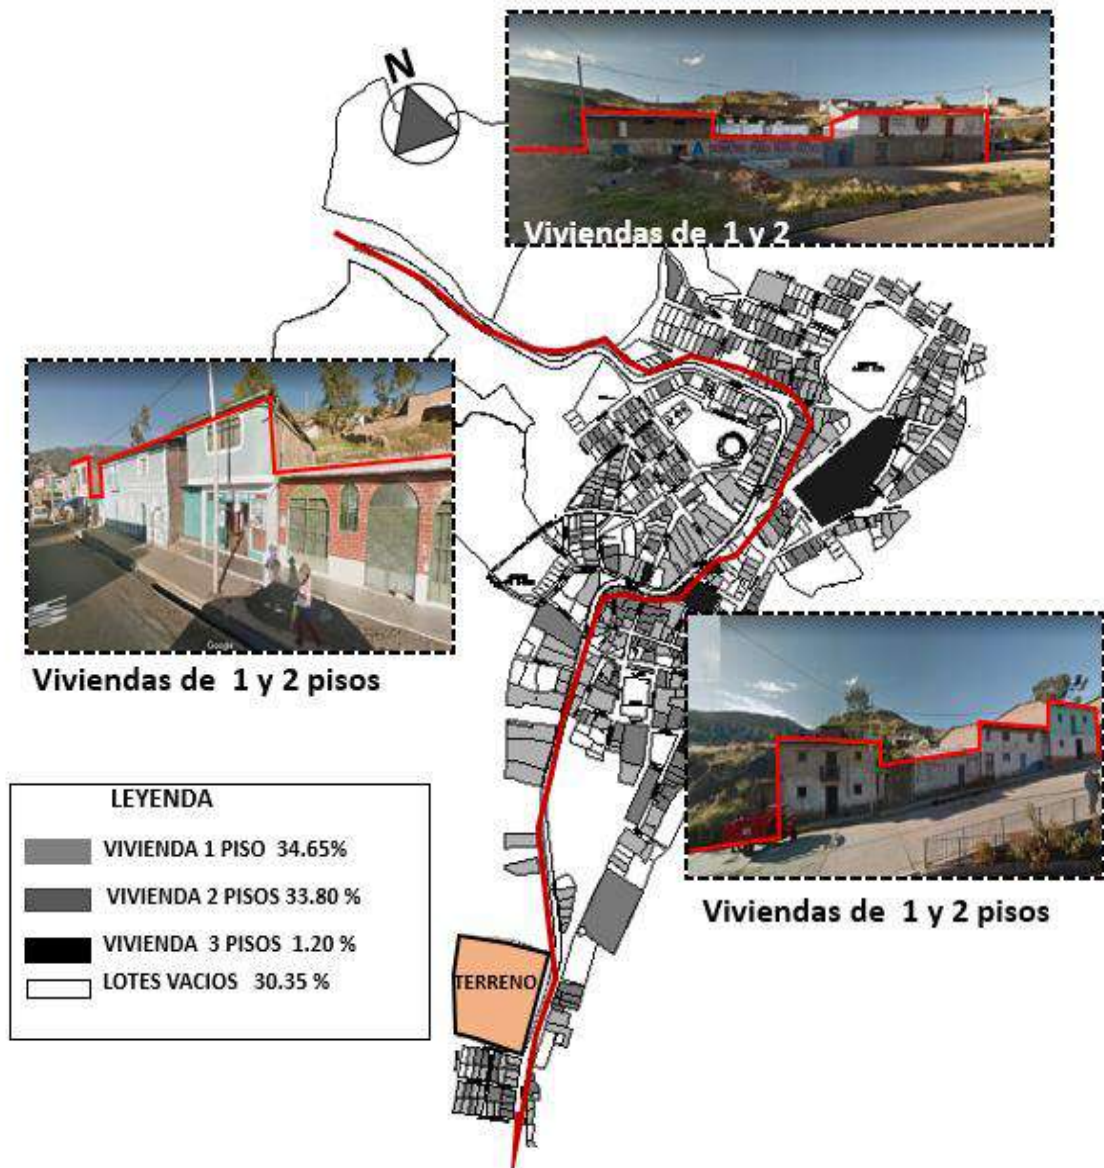 N
Viviendas de 1 y 2
Google
Viviendas de 1 y 2 pisos
Viviendas de 1 y 2 pisos
LEYENDA
VIVIENDA 1 PISO 34.65%
VIVIENDA 2 PISOS 33.80 %
VIVIENDA 3 PISOS 1.20 %
LOTES VACIOS 30.35 %
TERRENO